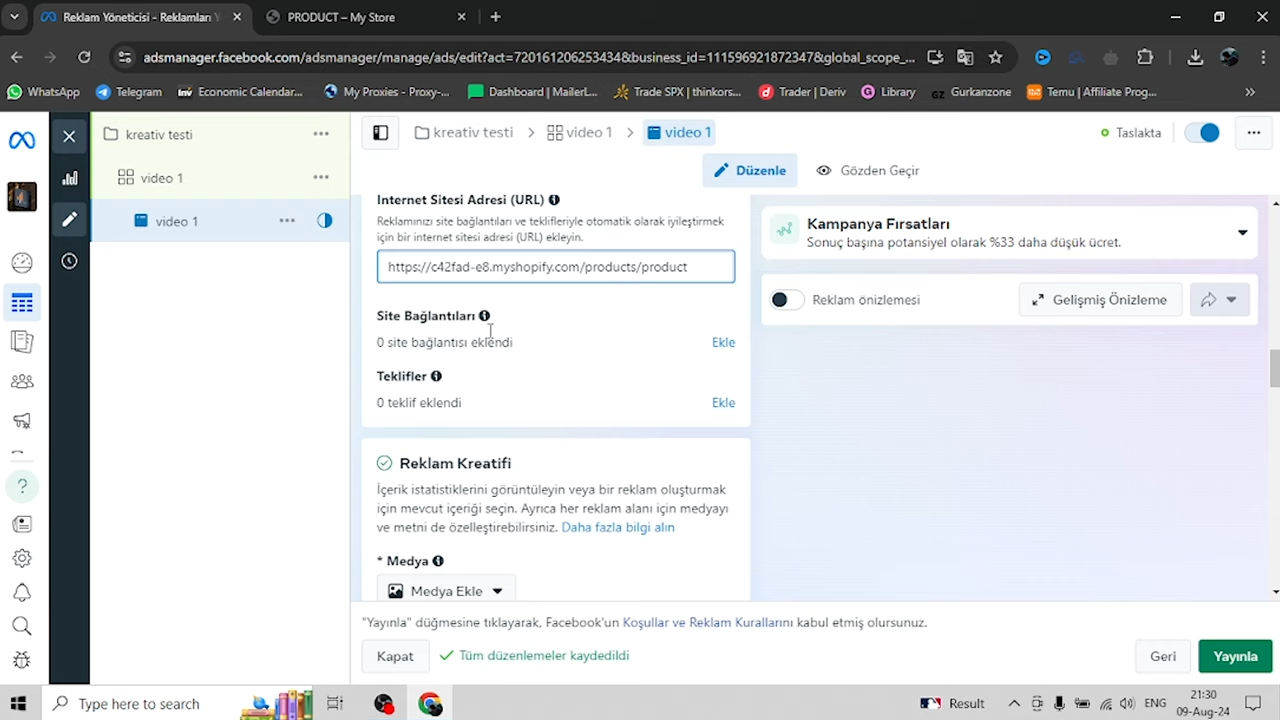 Reklam Yöneticisi - Reklamları Y
PRODUCT – My Store
adsmanager.facebook.com/adsmanager/manage/ads/edit?act=720161206253434&business_id=111596921872347&global_scope_...
WhatsApp
Telegram
Economic Calendar...
My Proxies - Proxy-...
Dashboard | MailerL...
Trade SPX | thinkors...
Trader | Deriv
Library
Gurkanzone
Temu | Affiliate Prog...
kreativ testi
video 1
video 1
kreativ testi
video 1
video 1
Taslakta
Düzenle
Gözden Geçir
Internet Sitesi Adresi (URL)
Reklamınızı site bağlantıları ve teklifleriyle otomatik olarak iyileştirmek
için bir internet sitesi adresi (URL) ekleyin.
https://c42fad-e8.myshopify.com/products/product
Site Bağlantıları
0 site bağlantısı eklendi
Ekle
Teklifler
0 teklif eklendi
Ekle
Reklam Kreatifi
İçerik istatistiklerini görüntüleyin veya bir reklam oluşturmak
için mevcut içeriği seçin. Ayrıca her reklam alanı için medyayı
ve metni de özelleştirebilirsiniz. Daha fazla bilgi alın
* Medya
Medya Ekle
Kampanya Fırsatları
Sonuç başına potansiyel olarak %33 daha düşük ücret.
Reklam önizlemesi
Gelişmiş Önizleme
"Yayınla" düğmesine tıklayarak, Facebook'un Koşullar ve Reklam Kurallarını kabul etmiş olursunuz.
Kapat
Tüm düzenlemeler kaydedildi
Geri
Yayınla
Type here to search
Result
ENG
21:30
09-Aug-24